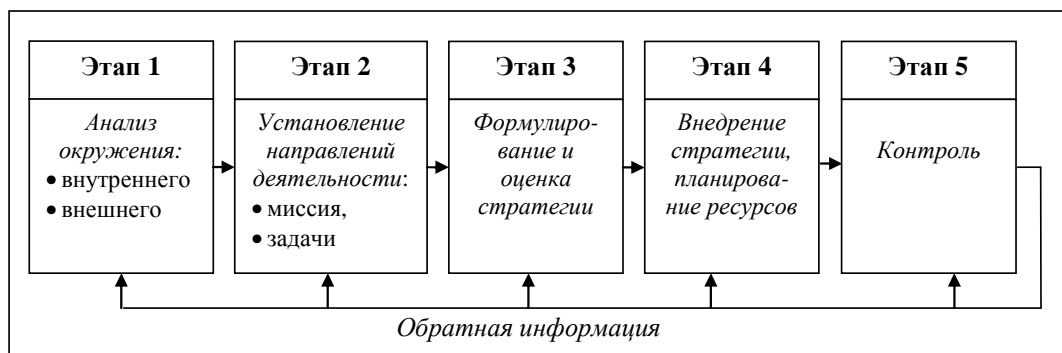 Этап 1
Анализ
окружения:
• внутреннего
• внешнего
Этап 2
Установление
направлений
деятельности:
• миссия,
• задачи
Этап 3
Формулиро-
вание и
оценка
стратегии
Этап 4
Внедрение
стратегии,
планирова-
ние ресурсов
Этап 5
Контроль
Обратная информация